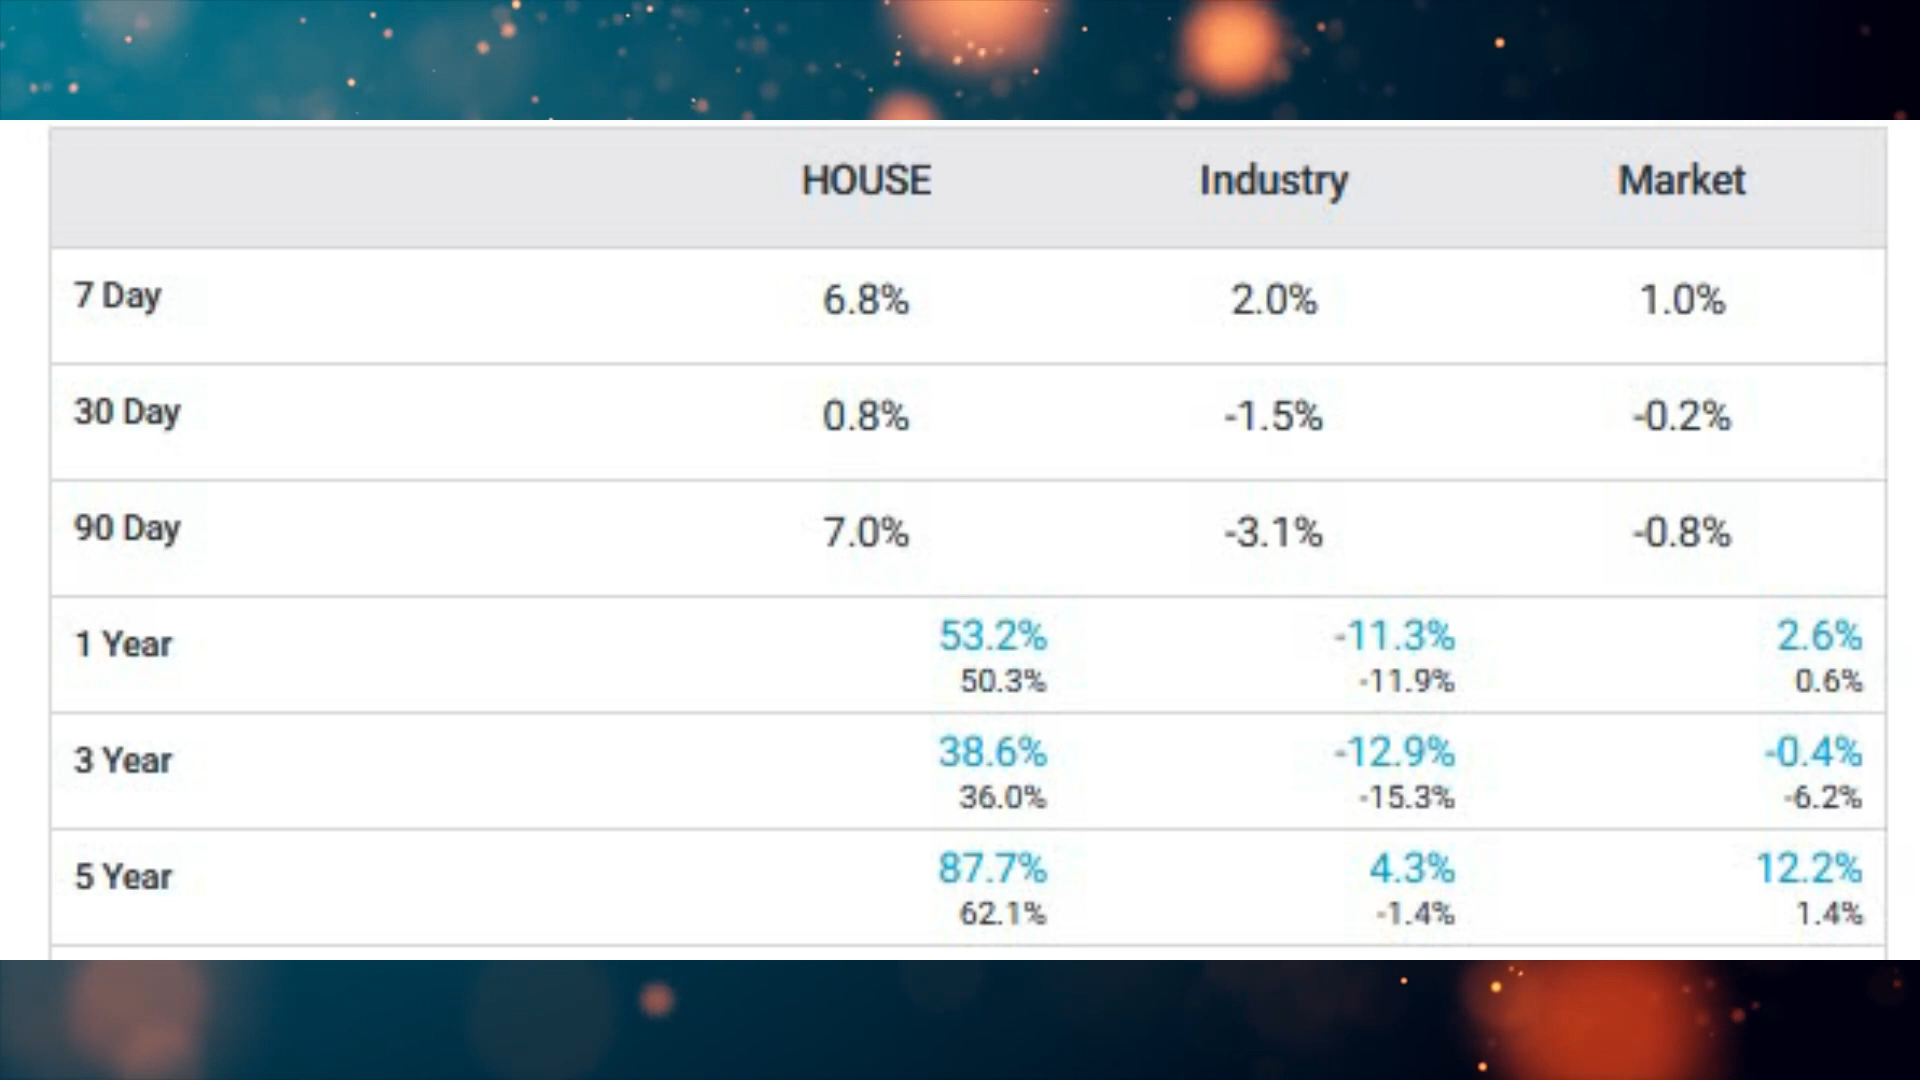 HOUSE Industry Market
7 Day 6.8% 2.0% 1.0%
30 Day 0.8% -1.5% -0.2%
90 Day 7.0% -3.1% -0.8%
1 Year 53.2% -11.3% 2.6%
50.3% -11.9% 0.6%
3 Year 38.6% -12.9% -0.4%
36.0% -15.3% -6.2%
5 Year 87.7% 4.3% 12.2%
62.1% -1.4% 1.4%